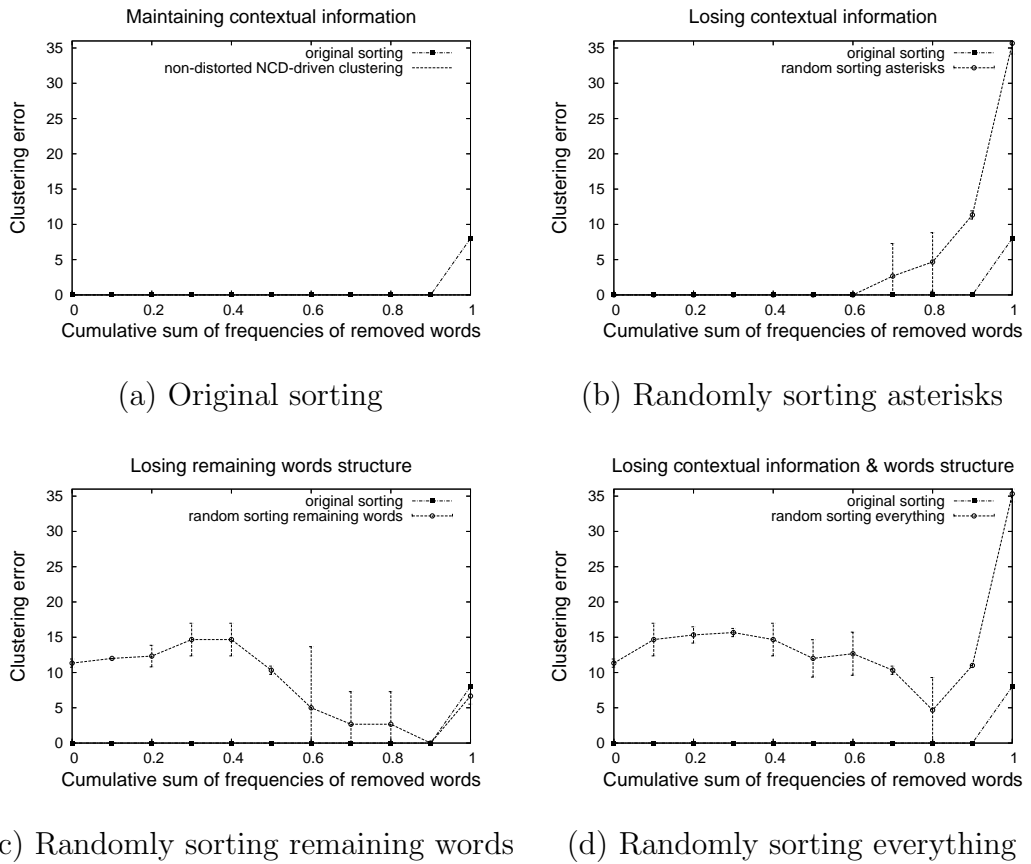 Maintaining contextual information
original sorting
non-distorted NCD-driven clustering
Clustering error
35
30
25
20
15
10
5
0
0 0.2 0.4 0.6 0.8 1
Cumulative sum of frequencies of removed words
(a) Original sorting
Losing contextual information
original sorting
random sorting asterisks
Clustering error
35
30
25
20
15
10
5
0
0 0.2 0.4 0.6 0.8 1
Cumulative sum of frequencies of removed words
(b) Randomly sorting asterisks
Losing remaining words structure
original sorting
random sorting remaining words
Clustering error
35
30
25
20
15
10
5
0
0 0.2 0.4 0.6 0.8 1
Cumulative sum of frequencies of removed words
c) Randomly sorting remaining words
Losing contextual information & words structure
original sorting
random sorting everything
Clustering error
35
30
25
20
15
10
5
0
0 0.2 0.4 0.6 0.8 1
Cumulative sum of frequencies of removed words
(d) Randomly sorting everything